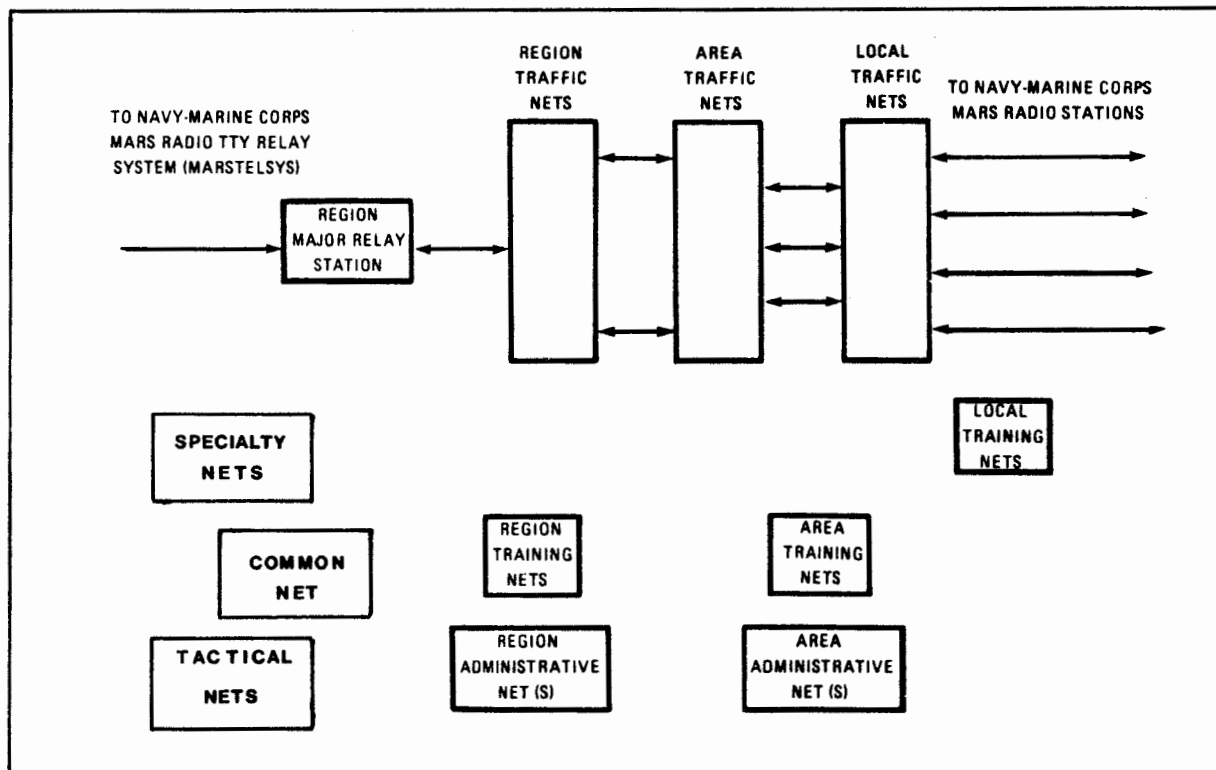 REGION
TRAFFIC
NETS
AREA
TRAFFIC
NETS
LOCAL
TRAFFIC
NETS
TO NAVY-MARINE CORPS
MARS RADIO STATIONS
TO NAVY-MARINE CORPS
MARS RADIO TTY RELAY
SYSTEM (MARSTELSYS)
REGION
MAJOR RELAY
STATION
LOCAL
TRAINING
NETS
SPECIALTY
NETS
REGION
TRAINING
NETS
AREA
TRAINING
NETS
COMMON
NET
REGION
ADMINISTRATIVE
NET (S)
AREA
ADMINISTRATIVE
NET (S)
TACTICAL
NETS